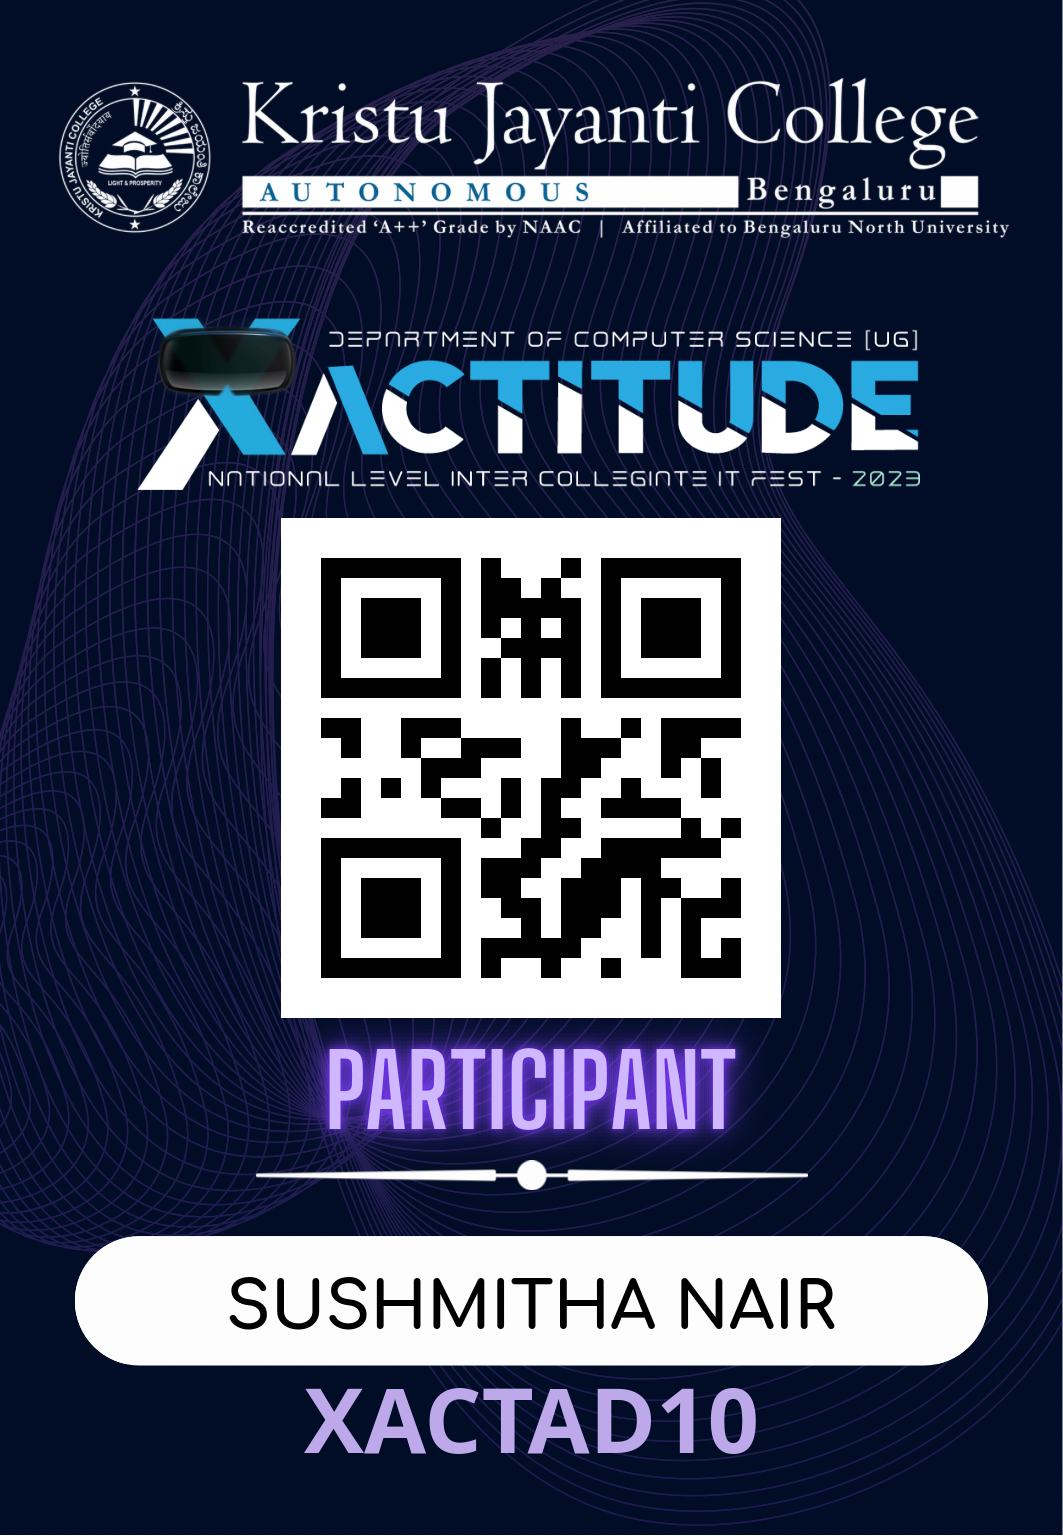 Kristu Jayanti College
AUTONOMOUS Bengaluru
Reaccredited ‘A++’ Grade by NAAC | Affiliated to Bengaluru North University
KRISTU JAYANTI COLLEGE
LIGHT & PROSPERITY
DEPARTMENT OF COMPUTER SCIENCE [UG]
XACTITUDE
NATIONAL LEVEL INTER COLLEGIATE IT FEST - 2023
PARTICIPANT
SUSHMITHA NAIR
XACTAD10